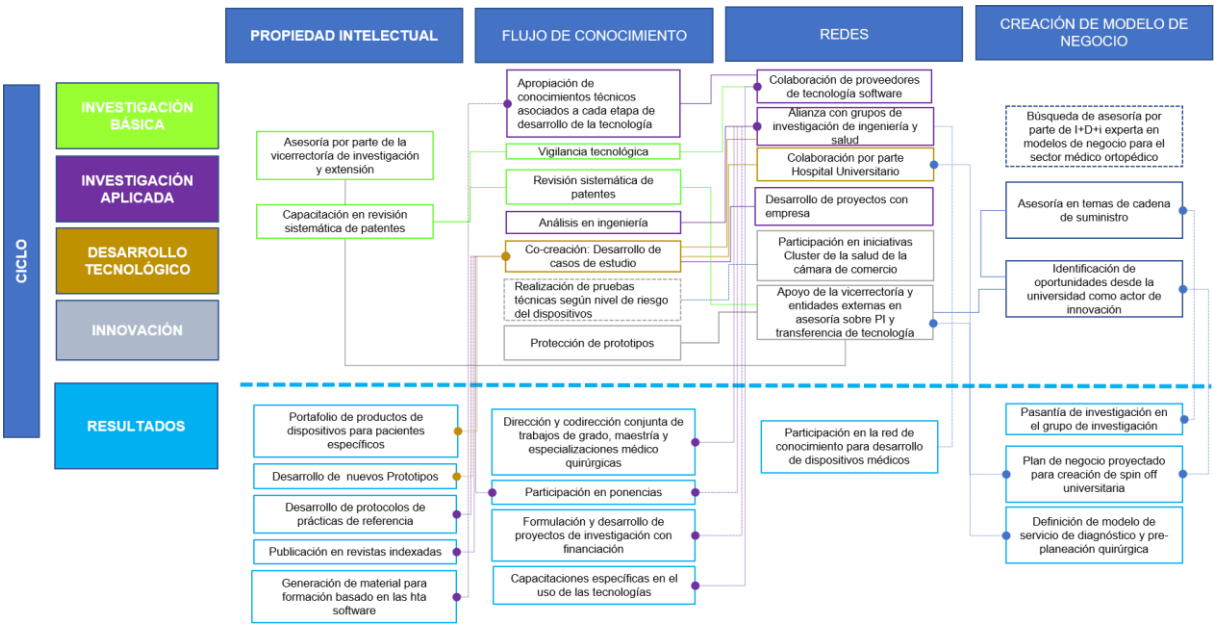 PROPIEDAD INTELECTUAL
FLUJO DE CONOCIMIENTO
REDES
CREACIÓN DE MODELO DE
NEGOCIO
CICLO
INVESTIGACIÓN
BÁSICA
INVESTIGACIÓN
APLICADA
DESARROLLO
TECNOLÓGICO
INNOVACIÓN
RESULTADOS
Asesoría por parte de la
vicerrectoría de investigación
y extensión
Capacitación en revisión
sistemática de patentes
Apropiación de
conocimientos técnicos
asociados a cada etapa de
desarrollo de la tecnología
Vigilancia tecnológica
Revisión sistemática de
patentes
Análisis en ingeniería
Co-creación: Desarrollo de
casos de estudio
Realización de pruebas
técnicas según nivel de riesgo
del dispositivos
Protección de prototipos
Colaboración de proveedores
de tecnología software
Alianza con grupos de
investigación de ingeniería y
salud
Colaboración por parte
Hospital Universitario
Desarrollo de proyectos con
empresa
Participación en iniciativas
Cluster de la salud de la
cámara de comercio
Apoyo de la vicerrectoría y
entidades externas en
asesoría sobre PI y
transferencia de tecnología
Búsqueda de asesoría por
parte de I+D+i experta en
modelos de negocio para el
sector médico ortopédico
Asesoría en temas de cadena
de suministro
Identificación de
oportunidades desde la
universidad como actor de
innovación
Portafolio de productos de
dispositivos para pacientes
específicos
Desarrollo de nuevos Prototipos
Desarrollo de protocolos de
prácticas de referencia
Publicación en revistas indexadas
Generación de material para
formación basado en las hta
software
Dirección y codirección conjunta de
trabajos de grado, maestría y
especializaciones médico
quirúrgicas
Participación en ponencias
Formulación y desarrollo de
proyectos de investigación con
financiación
Capacitaciones específicas en el
uso de las tecnologías
Participación en la red de
conocimiento para desarrollo
de dispositivos médicos
Pasantía de investigación en
el grupo de investigación
Plan de negocio proyectado
para creación de spin off
universitaria
Definición de modelo de
servicio de diagnóstico y pre-
planeación quirúrgica